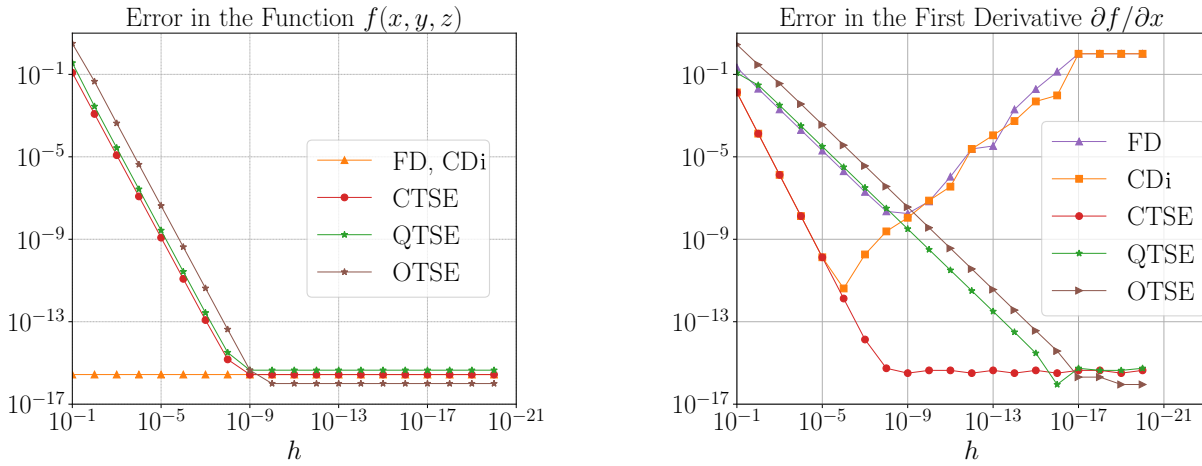 Error in the Function f(x, y, z)
10⁻¹
10⁻⁵
10⁻⁹
10⁻¹³
10⁻¹⁷
FD, CDi
CTSE
QTSE
OTSE
10⁻¹ 10⁻⁵ 10⁻⁹ 10⁻¹³ 10⁻¹⁷ 10⁻²¹
h
Error in the First Derivative ∂f/∂x
10⁻¹
10⁻⁵
10⁻⁹
10⁻¹³
10⁻¹⁷
FD
CDi
CTSE
QTSE
OTSE
10⁻¹ 10⁻⁵ 10⁻⁹ 10⁻¹³ 10⁻¹⁷ 10⁻²¹
h